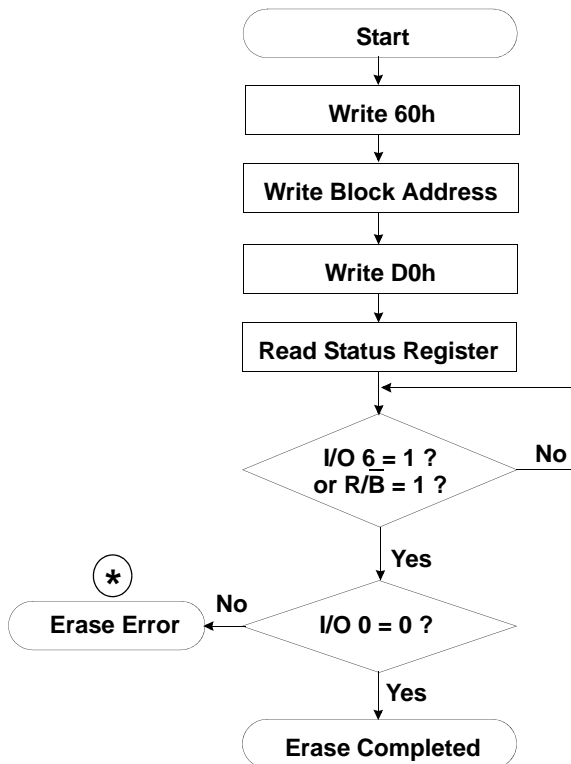 Start
Write 60h
Write Block Address
Write D0h
Read Status Register
I/O 6 = 1 ?
or R/B̅ = 1 ?
No
Yes
*
No
Erase Error
I/O 0 = 0 ?
Yes
Erase Completed